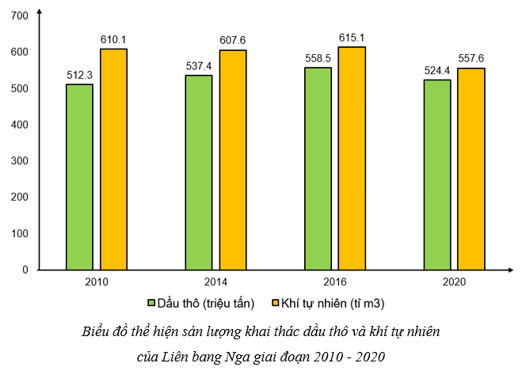 700
600
500
400
300
200
100
0
512.3 610.1 537.4 607.6 558.5 615.1 524.4 557.6
2010 2014 2016 2020
Dầu thô (triệu tấn) Khí tự nhiên (tỉ m3)
Biểu đồ thể hiện sản lượng khai thác dầu thô và khí tự nhiên
của Liên bang Nga giai đoạn 2010 - 2020